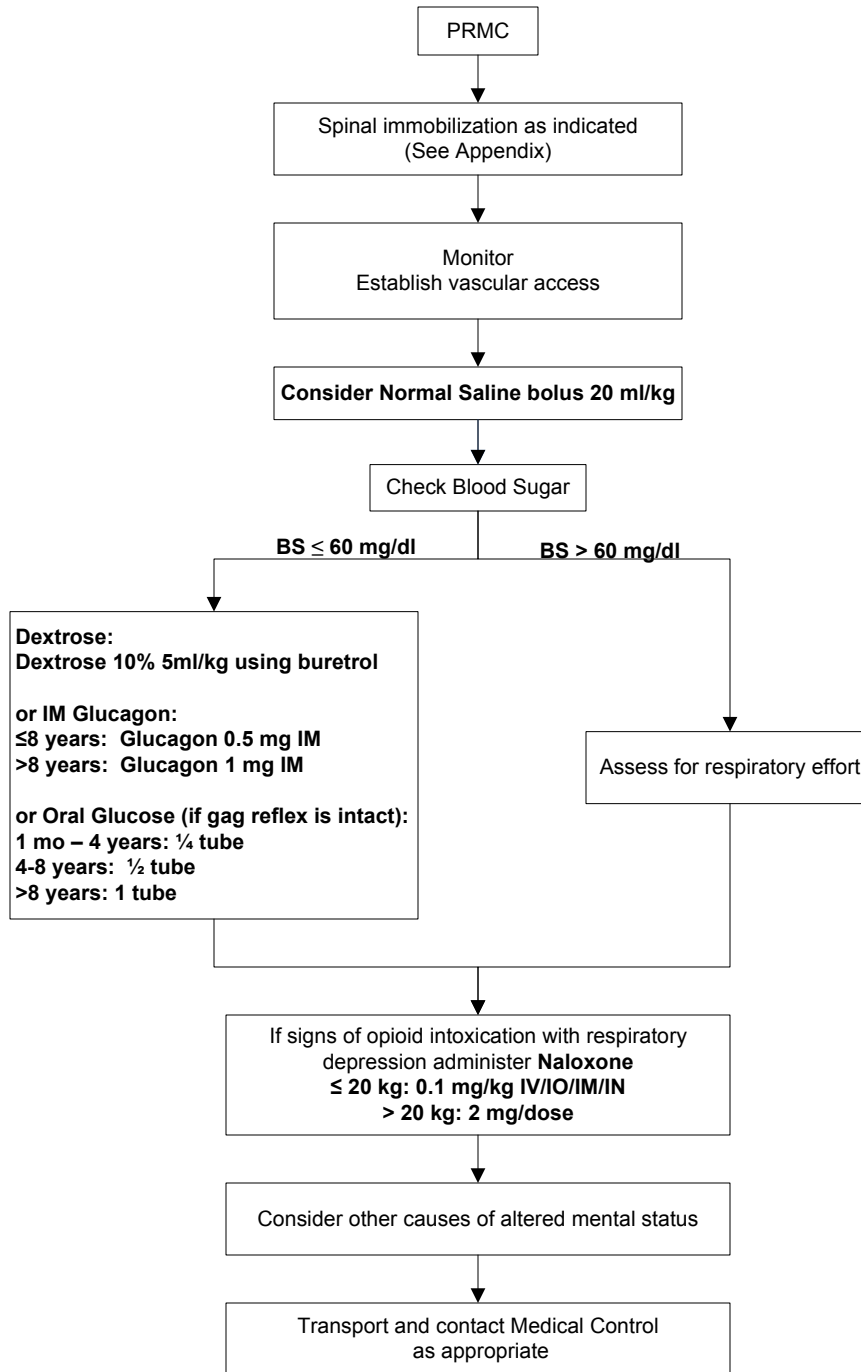 PRMC
Spinal immobilization as indicated
(See Appendix)
Monitor
Establish vascular access
Consider Normal Saline bolus 20 ml/kg
Check Blood Sugar
BS ≤ 60 mg/dl
BS > 60 mg/dl
Dextrose:
Dextrose 10% 5ml/kg using buretrol
or IM Glucagon:
≤8 years:  Glucagon 0.5 mg IM
>8 years:  Glucagon 1 mg IM
or Oral Glucose (if gag reflex is intact):
1 mo – 4 years: ¼ tube
4-8 years:  ½ tube
>8 years: 1 tube
Assess for respiratory effort
If signs of opioid intoxication with respiratory
depression administer Naloxone
≤ 20 kg: 0.1 mg/kg IV/IO/IM/IN
> 20 kg: 2 mg/dose
Consider other causes of altered mental status
Transport and contact Medical Control
as appropriate